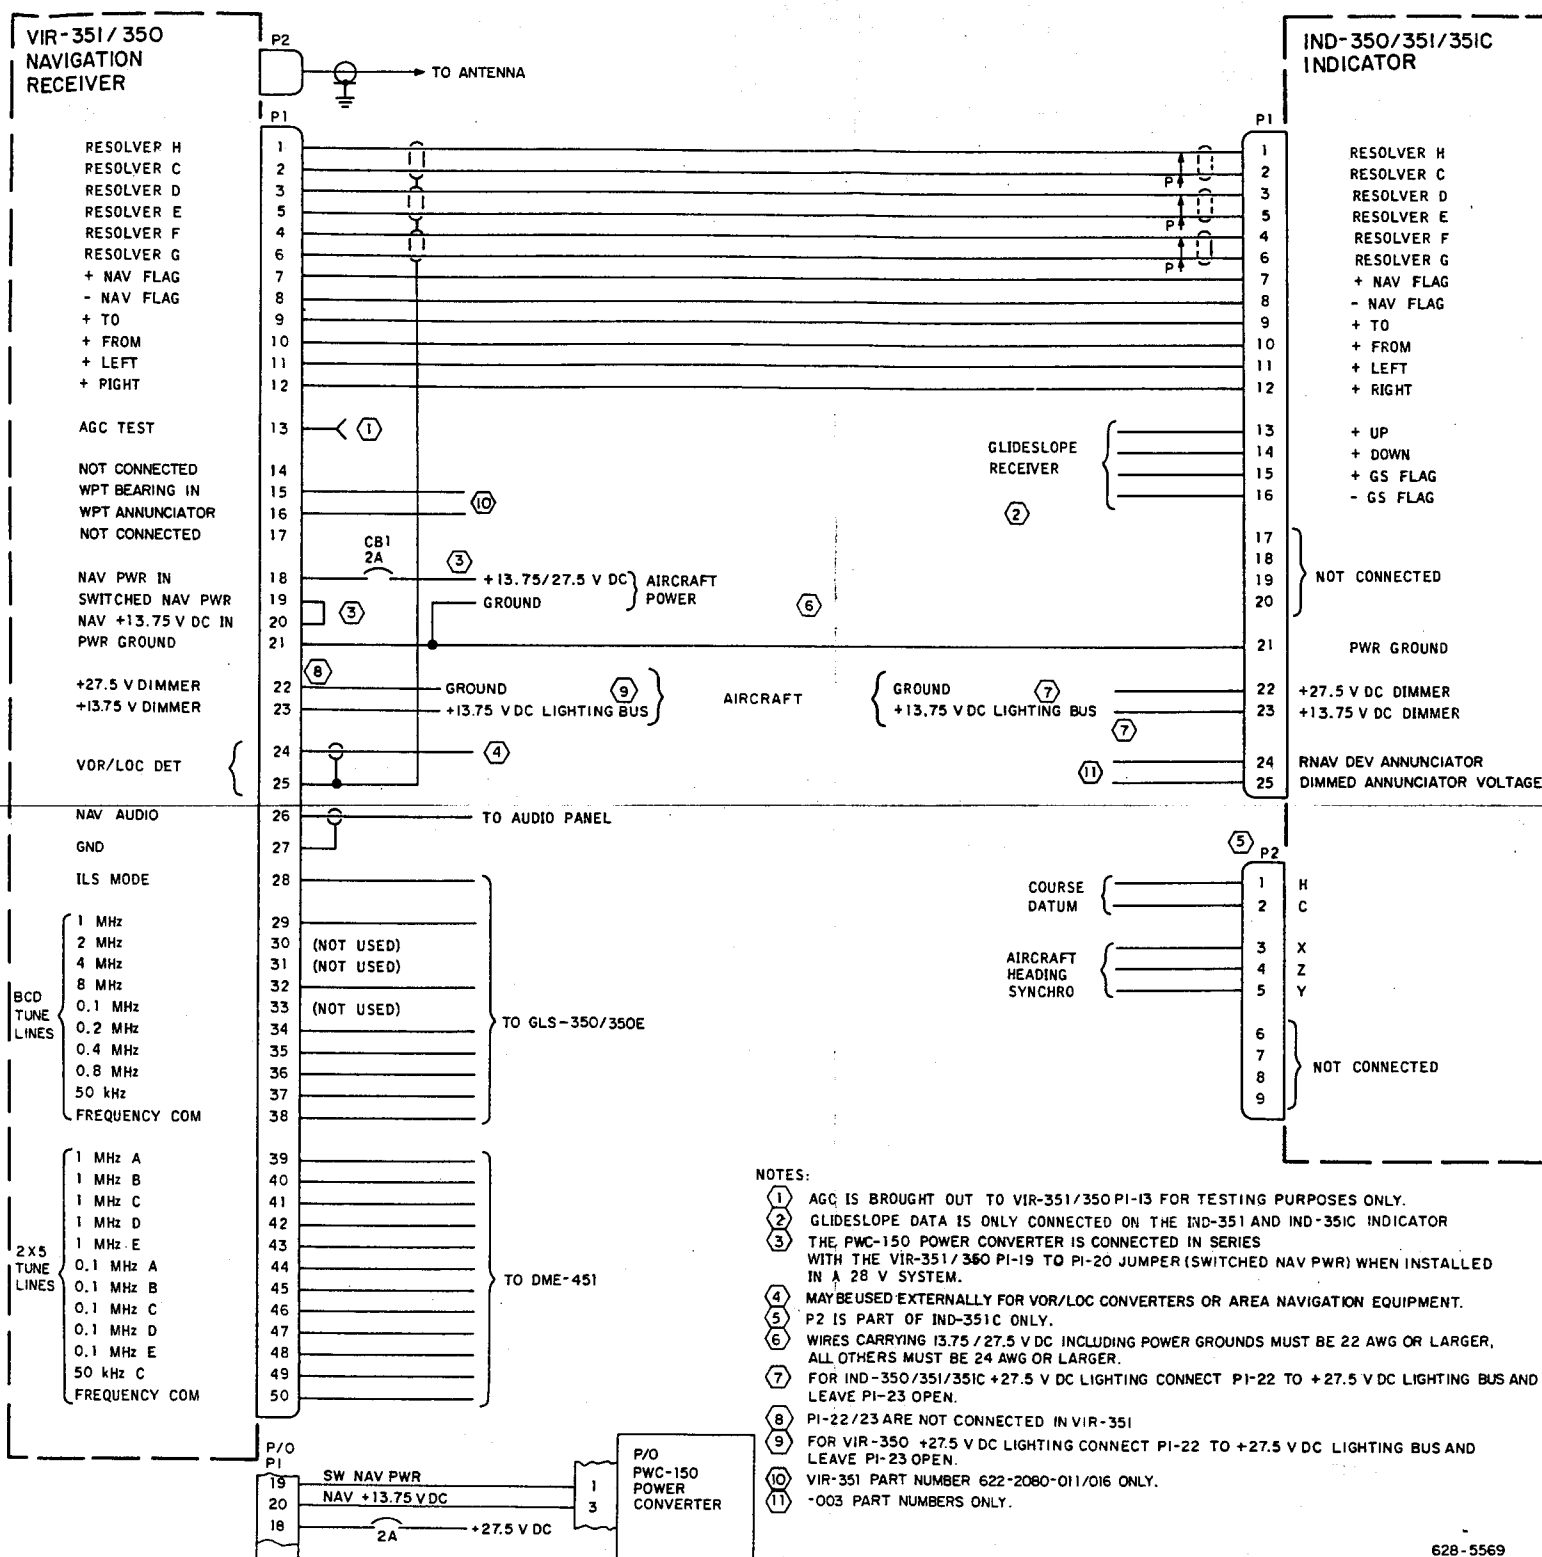 VIR-351/350
NAVIGATION
RECEIVER
P2
TO ANTENNA
IND-350/351/351C
INDICATOR
P1
P1
RESOLVER H 1 1 RESOLVER H
RESOLVER C 2 2 RESOLVER C
P
RESOLVER D 3 3 RESOLVER D
RESOLVER E 5 5 RESOLVER E
P
RESOLVER F 4 4 RESOLVER F
RESOLVER G 6 6 RESOLVER G
P
+ NAV FLAG 7 7 + NAV FLAG
- NAV FLAG 8 8 - NAV FLAG
+ TO 9 9 + TO
+ FROM 10 10 + FROM
+ LEFT 11 11 + LEFT
+ PIGHT 12 12 + RIGHT
AGC TEST 13 1
GLIDESLOPE
RECEIVER
13 + UP
14 + DOWN
15 + GS FLAG
16 - GS FLAG
2
NOT CONNECTED 14
WPT BEARING IN 15
WPT ANNUNCIATOR 16
10
NOT CONNECTED 17
17
18
19
20
NOT CONNECTED
CB1
2A
3
NAV PWR IN 18 +13.75/27.5 V DC
SWITCHED NAV PWR 19 GROUND
AIRCRAFT
POWER
3
6
NAV +13.75 V DC IN 20
PWR GROUND 21 21 PWR GROUND
8
+27.5 V DIMMER 22 GROUND
+13.75 V DIMMER 23 +13.75 V DC LIGHTING BUS
9
AIRCRAFT
GROUND 7 22 +27.5 V DC DIMMER
+13.75 V DC LIGHTING BUS 23 +13.75 V DC DIMMER
7
VOR/LOC DET
24
25
4
11
24 RNAV DEV ANNUNCIATOR
25 DIMMED ANNUNCIATOR VOLTAGE
NAV AUDIO 26 TO AUDIO PANEL
GND 27
5
P2
ILS MODE 28
COURSE
DATUM
1 H
2 C
AIRCRAFT
HEADING
SYNCHRO
3 X
4 Z
5 Y
6
7
8
9
NOT CONNECTED
BCD
TUNE
LINES
1 MHz 29
2 MHz 30 (NOT USED)
4 MHz 31 (NOT USED)
8 MHz 32
0.1 MHz 33 (NOT USED)
0.2 MHz 34
0.4 MHz 35
0.8 MHz 36
50 kHz 37
FREQUENCY COM 38
TO GLS-350/350E
2X5
TUNE
LINES
1 MHz A 39
1 MHz B 40
1 MHz C 41
1 MHz D 42
1 MHz E 43
0.1 MHz A 44
0.1 MHz B 45
0.1 MHz C 46
0.1 MHz D 47
0.1 MHz E 48
50 kHz C 49
FREQUENCY COM 50
TO DME-451
P/O
P1
19 SW NAV PWR 1
20 NAV +13.75 VDC 3
18 2A +27.5 V DC
P/O
PWC-150
POWER
CONVERTER
NOTES:
1 AGC IS BROUGHT OUT TO VIR-351/350 P1-13 FOR TESTING PURPOSES ONLY.
2 GLIDESLOPE DATA IS ONLY CONNECTED ON THE IND-351 AND IND-351C INDICATOR
3 THE PWC-150 POWER CONVERTER IS CONNECTED IN SERIES
WITH THE VIR-351/350 P1-19 TO P1-20 JUMPER (SWITCHED NAV PWR) WHEN INSTALLED
IN A 28 V SYSTEM.
4 MAY BE USED EXTERNALLY FOR VOR/LOC CONVERTERS OR AREA NAVIGATION EQUIPMENT.
5 P2 IS PART OF IND-351C ONLY.
6 WIRES CARRYING 13.75/27.5 V DC INCLUDING POWER GROUNDS MUST BE 22 AWG OR LARGER,
ALL OTHERS MUST BE 24 AWG OR LARGER.
7 FOR IND-350/351/351C +27.5 V DC LIGHTING CONNECT P1-22 TO +27.5 V DC LIGHTING BUS AND
LEAVE P1-23 OPEN.
8 P1-22/23 ARE NOT CONNECTED IN VIR-351
9 FOR VIR-350 +27.5 V DC LIGHTING CONNECT P1-22 TO +27.5 V DC LIGHTING BUS AND
LEAVE P1-23 OPEN.
10 VIR-351 PART NUMBER 622-2080-011/016 ONLY.
11 -003 PART NUMBERS ONLY.
628-5569